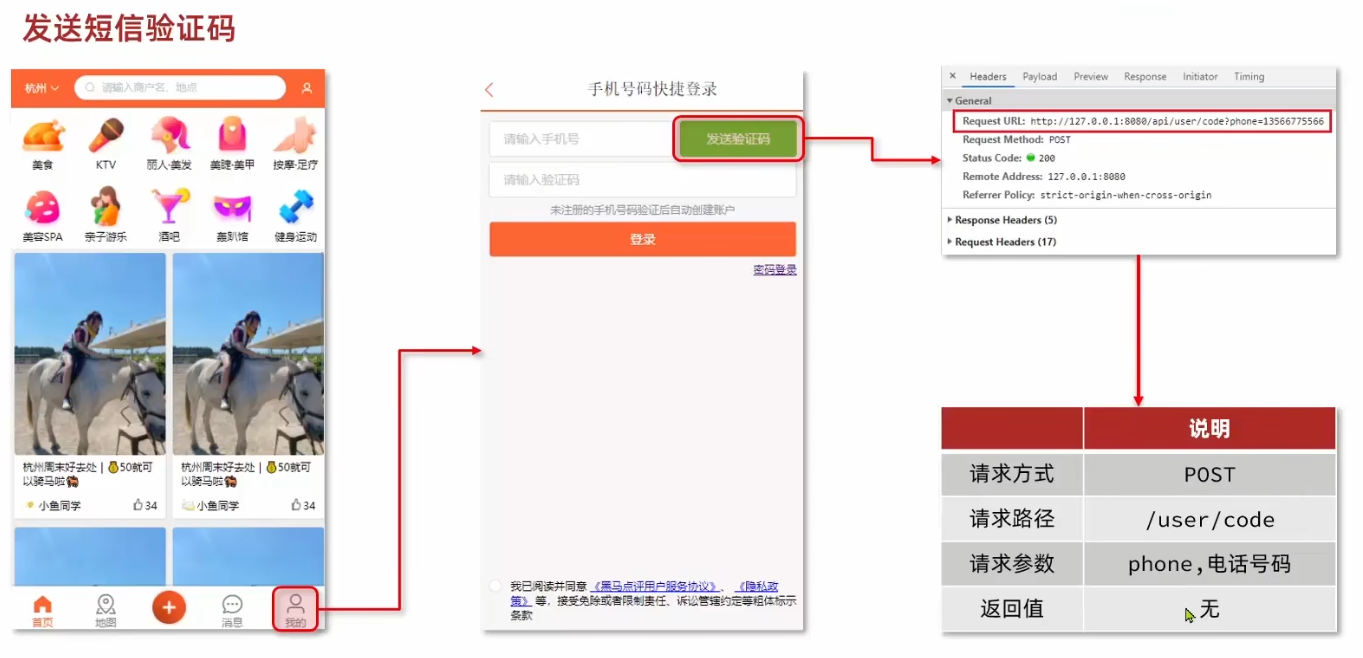 发送短信验证码
杭州
请输入商户名、地点
美食
KTV
丽人·美发
美睫·美甲
按摩·足疗
美容SPA
亲子游乐
酒吧
轰趴馆
健身运动
杭州周末好去处 | 💰50就可
以骑马啦🐎
小鱼同学
34
杭州周末好去处 | 💰50就可
以骑马啦🐎
小鱼同学
34
首页
地图
消息
我的
手机号码快捷登录
请输入手机号
发送验证码
请输入验证码
未注册的手机号码验证后自动创建账户
登录
密码登录
我已阅读并同意《黑马点评用户服务协议》、《隐私政
策》等，接受免除或者限制责任、诉讼管辖约定等粗体标示
条款
× Headers Payload Preview Response Initiator Timing
General
Request URL: http://127.0.0.1:8080/api/user/code?phone=13566775566
Request Method: POST
Status Code: 200
Remote Address: 127.0.0.1:8080
Referrer Policy: strict-origin-when-cross-origin
Response Headers (5)
Request Headers (17)
说明
请求方式 POST
请求路径 /user/code
请求参数 phone,电话号码
返回值 无